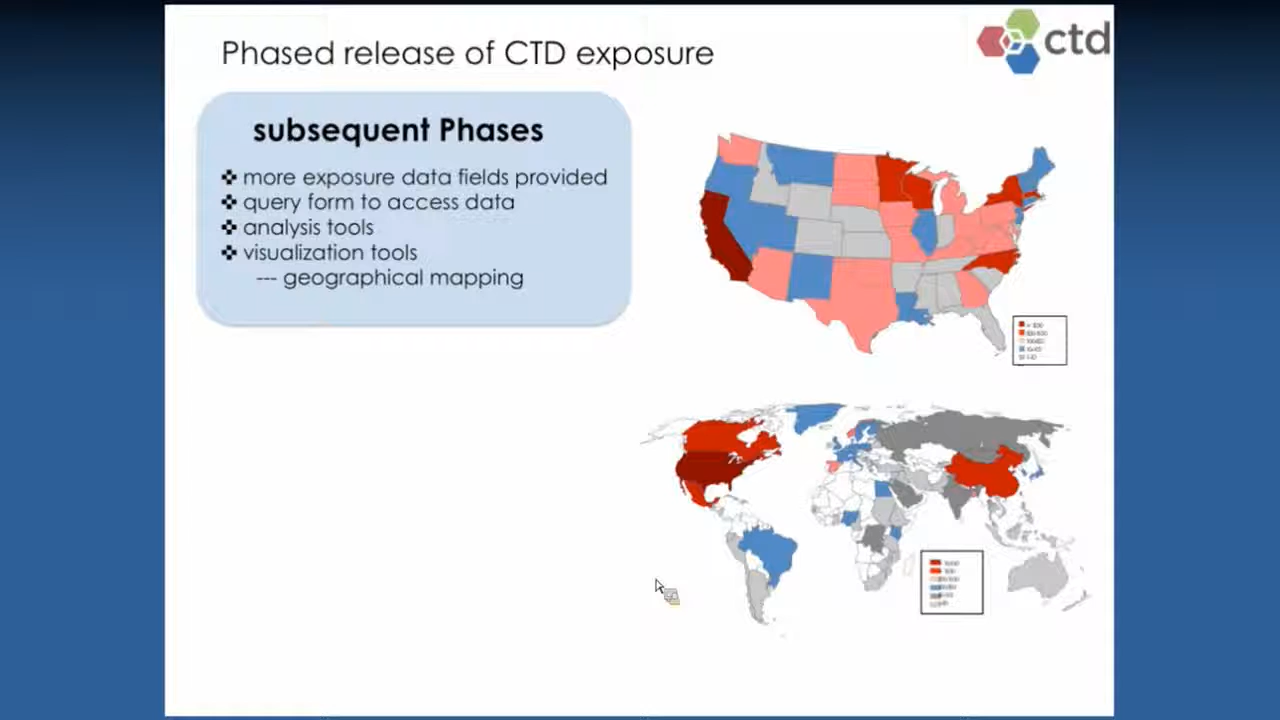 Phased release of CTD exposure
ctd
subsequent Phases
more exposure data fields provided
query form to access data
analysis tools
visualization tools
--- geographical mapping